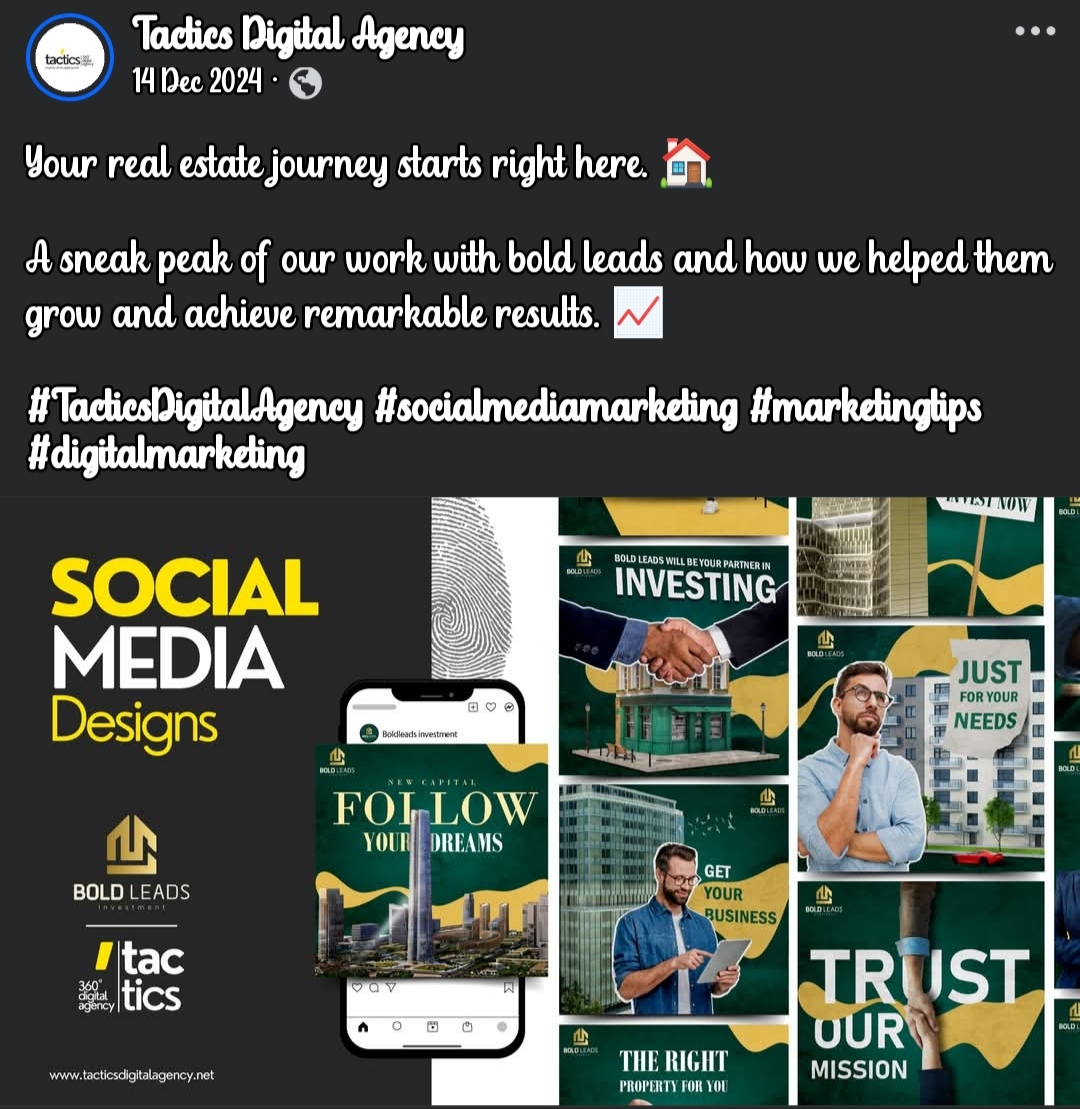 Tactics Digital Agency
14 Dec 2024 ·
Your real estate journey starts right here.
A sneak peak of our work with bold leads and how we helped them
grow and achieve remarkable results.
#TacticsDigitalAgency #socialmediamarketing #marketingtips
#digitalmarketing
SOCIAL
MEDIA
Designs
BOLD LEADS
investment
360°
digital
agency
tac
tics
www.tacticsdigitalagency.net
Boldleads investment
BOLD LEADS
NEW CAPITAL
FOLLOW
YOUR DREAMS
BOLD LEADS
BOLD LEADS WILL BE YOUR PARTNER IN
INVESTING
BOLD LEADS
GET
YOUR
BUSINESS
BOLD LEADS
THE RIGHT
PROPERTY FOR YOU
INVEST NOW
BOLD LEADS
JUST
FOR YOUR
NEEDS
BOLD LEADS
TRUST
OUR
MISSION